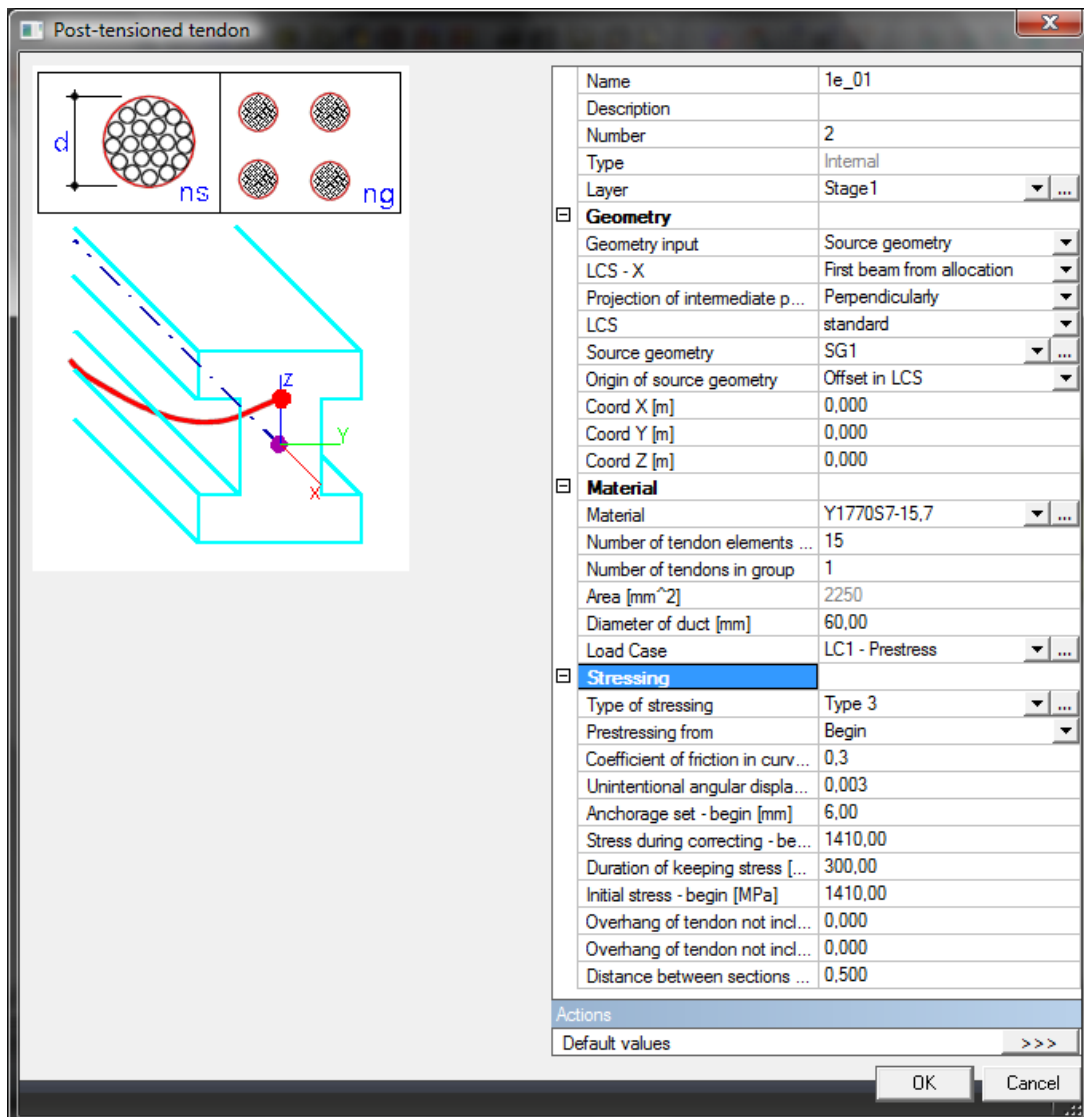 Post-tensioned tendon
d
ns
ng
Z
Y
X
Name 1e_01
Description
Number 2
Type Internal
Layer Stage1 ...
Geometry
Geometry input Source geometry
LCS - X First beam from allocation
Projection of intermediate p... Perpendicularly
LCS standard
Source geometry SG1 ...
Origin of source geometry Offset in LCS
Coord X [m] 0,000
Coord Y [m] 0,000
Coord Z [m] 0,000
Material
Material Y1770S7-15,7 ...
Number of tendon elements ... 15
Number of tendons in group 1
Area [mm^2] 2250
Diameter of duct [mm] 60,00
Load Case LC1 - Prestress ...
Stressing
Type of stressing Type 3 ...
Prestressing from Begin
Coefficient of friction in curv... 0,3
Unintentional angular displa... 0,003
Anchorage set - begin [mm] 6,00
Stress during correcting - be... 1410,00
Duration of keeping stress [... 300,00
Initial stress - begin [MPa] 1410,00
Overhang of tendon not incl... 0,000
Overhang of tendon not incl... 0,000
Distance between sections ... 0,500
Actions
Default values >>>
OK Cancel